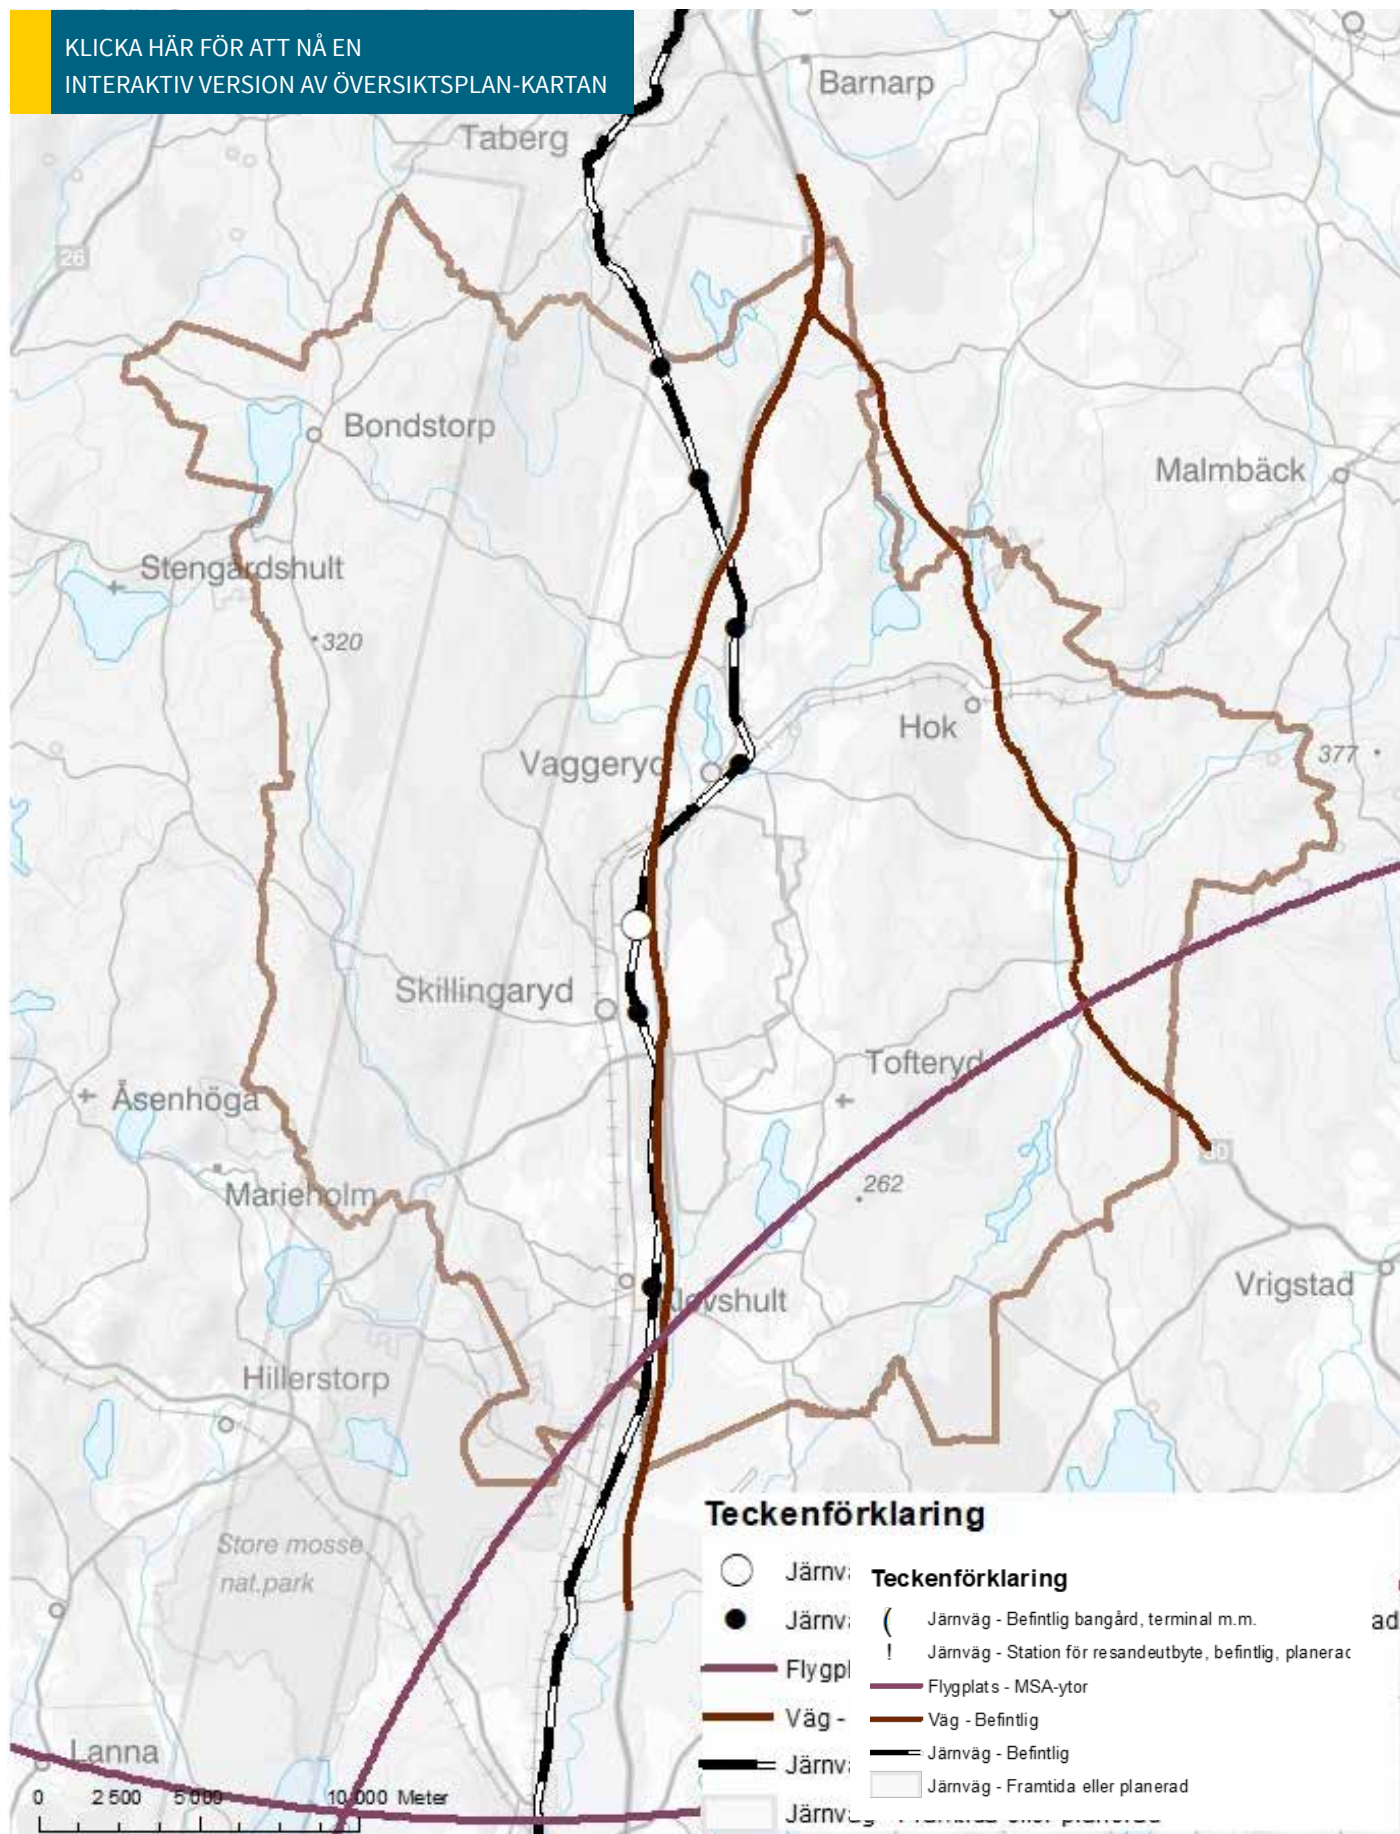 KLICKA HÄR FÖR ATT NÅ EN
INTERAKTIV VERSION AV ÖVERSIKTSPLAN-KARTAN
Barnarp
Taberg
26
Bondstorp
Malmbäck
Stengårdshult
320
Hok
377
Vaggeryd
Skillingaryd
Tofteryd
Åsenhöga
30
262
Marieholm
Vrigstad
Klevshult
Hillerstorp
Store mosse
nat.park
Lanna
0 2 500 5 000 10 000 Meter
Teckenförklaring
Väg -
Teckenförklaring
( Järnväg - Befintlig bangård, terminal m.m.
! Järnväg - Station för resandeutbyte, befintlig, planerad
Flygplats - MSA-ytor
Väg - Befintlig
Järnväg - Befintlig
Järnväg - Framtida eller planerad